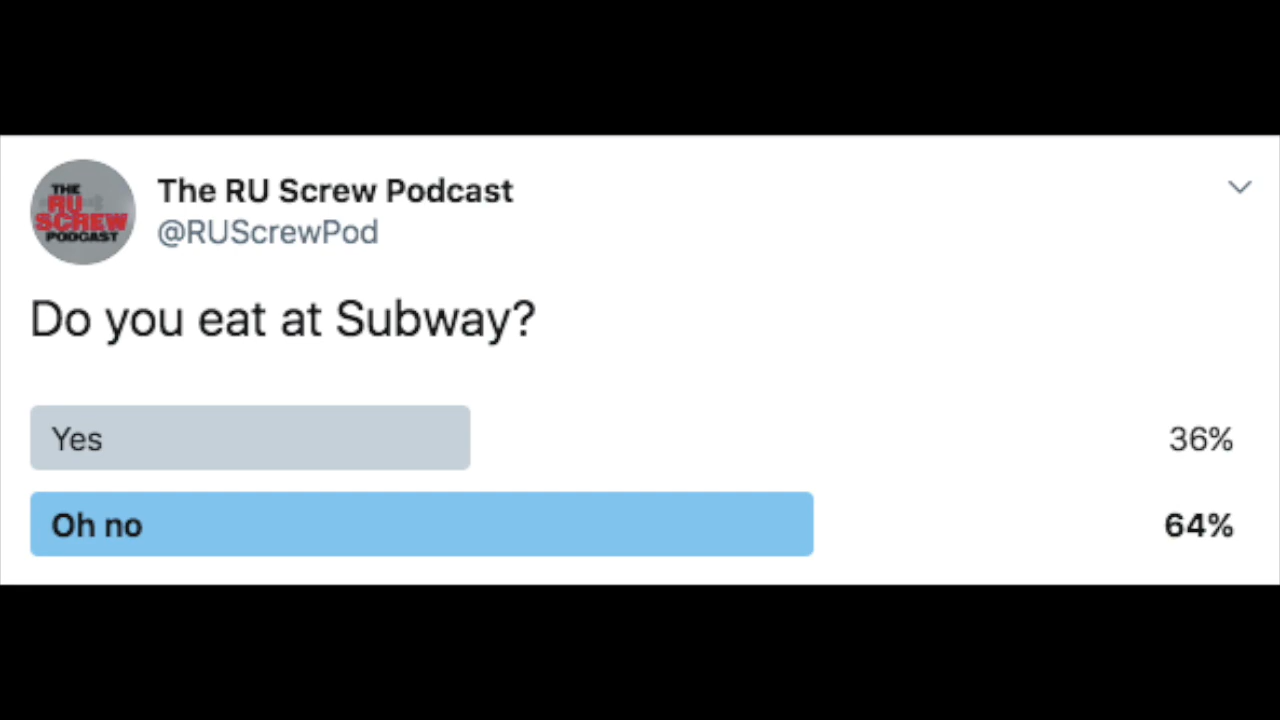 THE
RU
SCREW
PODCAST
The RU Screw Podcast
@RUScrewPod
Do you eat at Subway?
Yes 36%
Oh no 64%